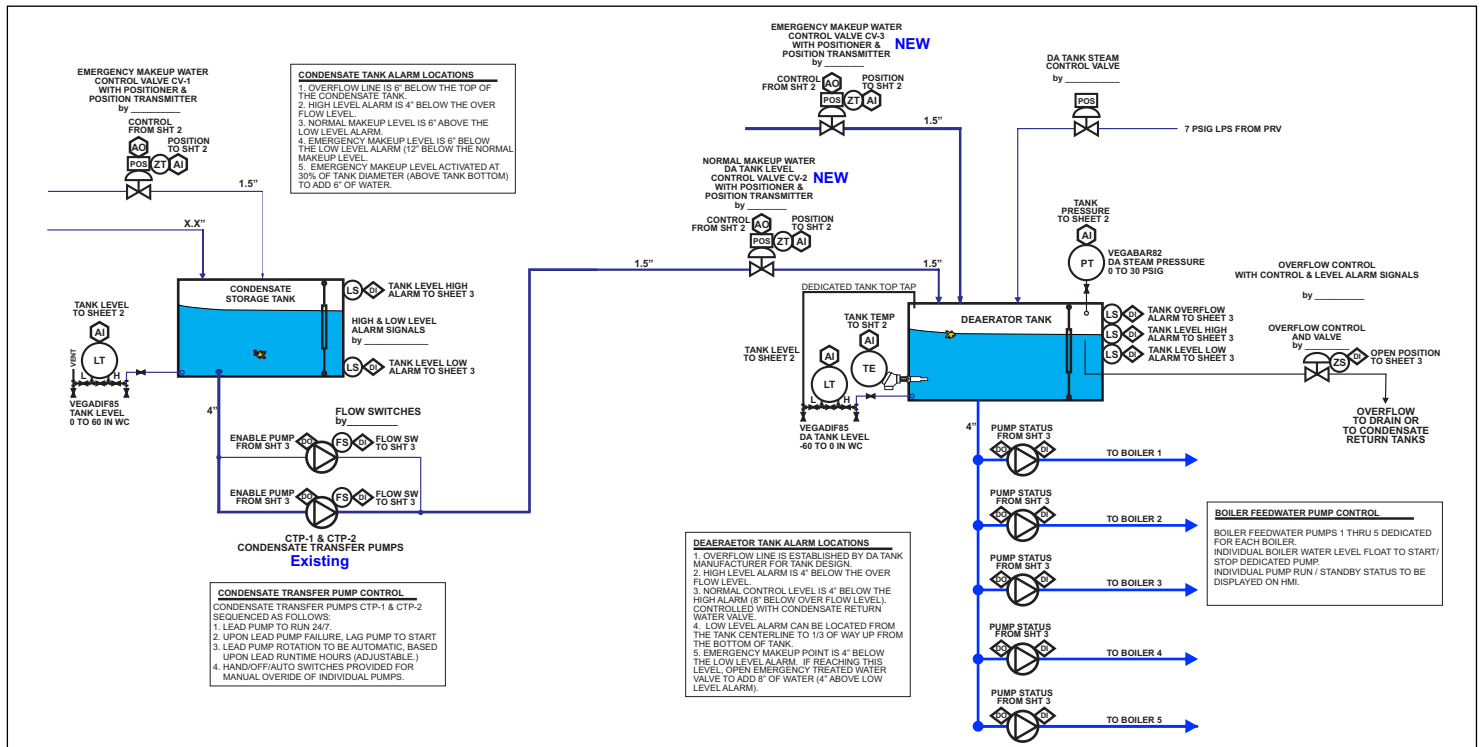 EMERGENCY MAKEUP WATER
CONTROL VALVE CV-1
WITH POSITIONER &
POSITION TRANSMITTER
by __________
CONTROL
FROM SHT 2
POSITION
TO SHT 2
AO
POS
ZT
AI
1.5"
X.X"
CONDENSATE TANK ALARM LOCATIONS
1. OVERFLOW LINE IS 6" BELOW THE TOP OF
THE CONDENSATE TANK.
2. HIGH LEVEL ALARM IS 4" BELOW THE OVER
FLOW LEVEL.
3. NORMAL MAKEUP LEVEL IS 6" ABOVE THE
LOW LEVEL ALARM.
4. EMERGENCY MAKEUP LEVEL IS 6" BELOW
THE LOW LEVEL ALARM (12" BELOW THE NORMAL
MAKEUP LEVEL.
5. EMERGENCY MAKEUP LEVEL ACTIVATED AT
30% OF TANK DIAMETER (ABOVE TANK BOTTOM)
TO ADD 6" OF WATER.
CONDENSATE
STORAGE TANK
LS
DI
TANK LEVEL HIGH
ALARM TO SHEET 3
HIGH & LOW LEVEL
ALARM SIGNALS
by __________
LS
DI
TANK LEVEL LOW
ALARM TO SHEET 3
TANK LEVEL
TO SHEET 2
AI
LT
VENT
L
H
VEGADIF85
TANK LEVEL
0 TO 60 IN WC
4"
FLOW SWITCHES
by________
ENABLE PUMP
FROM SHT 3
DO
FS
DI
FLOW SW
TO SHT 3
ENABLE PUMP
FROM SHT 3
DO
FS
DI
FLOW SW
TO SHT 3
CTP-1 & CTP-2
CONDENSATE TRANSFER PUMPS
Existing
CONDENSATE TRANSFER PUMP CONTROL
CONDENSATE TRANSFER PUMPS CTP-1 & CTP-2
SEQUENCED AS FOLLOWS:
1. LEAD PUMP TO RUN 24/7.
2. UPON LEAD PUMP FAILURE, LAG PUMP TO START
3. LEAD PUMP ROTATION TO BE AUTOMATIC, BASED
UPON LEAD RUNTIME HOURS (ADJUSTABLE.)
4. HAND/OFF/AUTO SWITCHES PROVIDED FOR
MANUAL OVERIDE OF INDIVIDUAL PUMPS.
EMERGENCY MAKEUP WATER
CONTROL VALVE CV-3
WITH POSITIONER &
POSITION TRANSMITTER
by _______
NEW
CONTROL
FROM SHT 2
AO
POSITION
TO SHT 2
POS
ZT
AI
1.5"
NORMAL MAKEUP WATER
DA TANK LEVEL
CONTROL VALVE CV-2
WITH POSITIONER &
POSITION TRANSMITTER
by _______
NEW
CONTROL
FROM SHT 2
AO
POSITION
TO SHT 2
POS
ZT
AI
1.5"
1.5"
DA TANK STEAM
CONTROL VALVE
by __________
POS
7 PSIG LPS FROM PRV
TANK
PRESSURE
TO SHEET 2
AI
PT
VEGABAR82
DA STEAM PRESSURE
0 TO 30 PSIG
OVERFLOW CONTROL
WITH CONTROL & LEVEL ALARM SIGNALS
by ________
DEDICATED TANK TOP TAP
DEAERATOR TANK
TANK TEMP
TO SHT 2
AI
TE
TANK LEVEL
TO SHEET 2
AI
LT
L
H
VEGADIF85
DA TANK LEVEL
-60 TO 0 IN WC
LS
DI
TANK OVERFLOW
ALARM TO SHEET 3
LS
DI
TANK LEVEL HIGH
ALARM TO SHEET 3
LS
DI
TANK LEVEL LOW
ALARM TO SHEET 3
OVERFLOW CONTROL
AND VALVE
by ________
ZS
DI
OPEN POSITION
TO SHEET 3
OVERFLOW
TO DRAIN OR
TO CONDENSATE
RETURN TANKS
4"
PUMP STATUS
FROM SHT 3
DO
DI
TO BOILER 1
PUMP STATUS
FROM SHT 3
DO
DI
TO BOILER 2
PUMP STATUS
FROM SHT 3
DO
DI
TO BOILER 3
PUMP STATUS
FROM SHT 3
DO
DI
TO BOILER 4
PUMP STATUS
FROM SHT 3
DO
DI
TO BOILER 5
DEAERAETOR TANK ALARM LOCATIONS
1. OVERFLOW LINE IS ESTABLISHED BY DA TANK
MANUFACTURER FOR TANK DESIGN.
2. HIGH LEVEL ALARM IS 4" BELOW THE OVER
FLOW LEVEL.
3. NORMAL CONTROL LEVEL IS 4" BELOW THE
HIGH ALARM (8" BELOW OVER FLOW LEVEL).
CONTROLLED WITH CONDENSATE RETURN
WATER VALVE.
4. LOW LEVEL ALARM CAN BE LOCATED FROM
THE TANK CENTERLINE TO 1/3 OF WAY UP FROM
THE BOTTOM OF TANK.
5. EMERGENCY MAKEUP POINT IS 4" BELOW
THE LOW LEVEL ALARM. IF REACHING THIS
LEVEL, OPEN EMERGENCY TREATED WATER
VALVE TO ADD 8" OF WATER (4" ABOVE LOW
LEVEL ALARM).
BOILER FEEDWATER PUMP CONTROL
BOILER FEEDWATER PUMPS 1 THRU 5 DEDICATED
FOR EACH BOILER.
INDIVIDUAL BOILER WATER LEVEL FLOAT TO START/
STOP DEDICATED PUMP.
INDIVIDUAL PUMP RUN / STANDBY STATUS TO BE
DISPLAYED ON HMI.